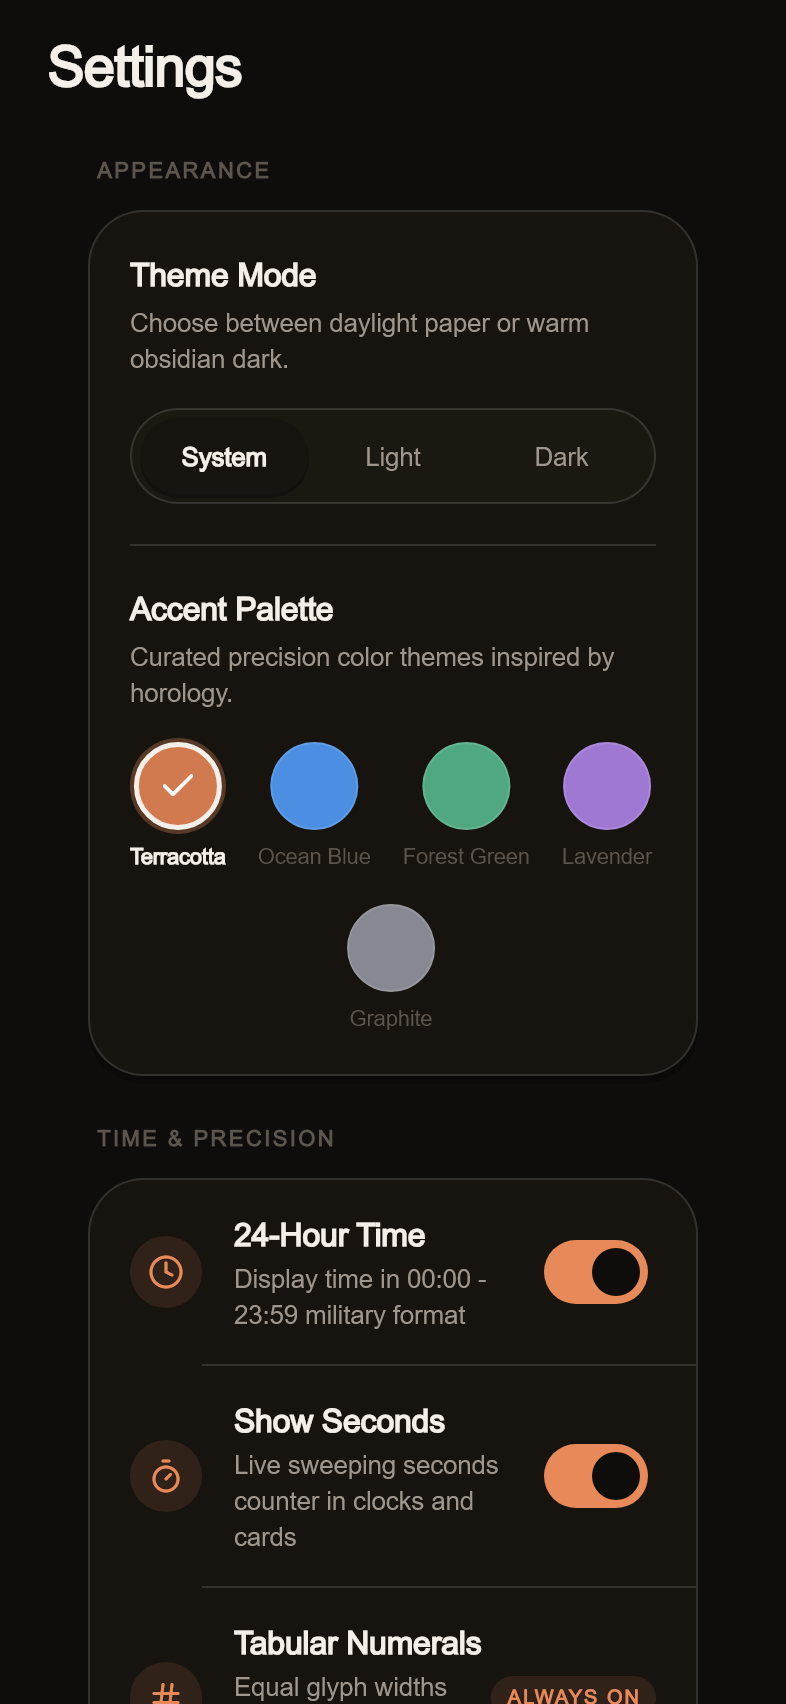 Settings
APPEARANCE
Theme Mode
Choose between daylight paper or warm
obsidian dark.
System
Light
Dark
Accent Palette
Curated precision color themes inspired by
horology.
Terracotta
Ocean Blue
Forest Green
Lavender
Graphite
TIME & PRECISION
24-Hour Time
Display time in 00:00 -
23:59 military format
Show Seconds
Live sweeping seconds
counter in clocks and
cards
Tabular Numerals
Equal glyph widths
ALWAYS ON